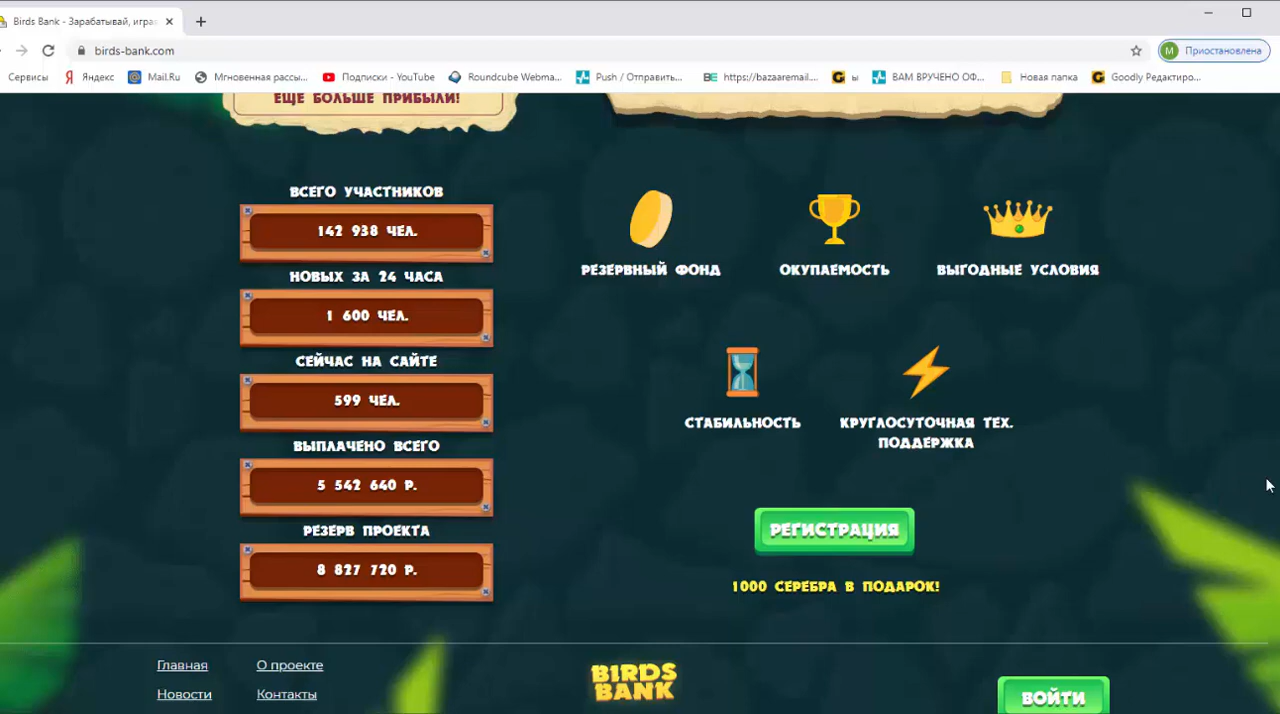 Birds Bank - Зарабатывай, играя
birds-bank.com
Приостановлена
Сервисы
Яндекс
Mail.Ru
Мгновенная рассы...
Подписки - YouTube
Roundcube Webma...
Push / Отправить...
https://bazaaremail....
ы
ВАМ ВРУЧЕНО ОФ...
Новая папка
Goodly Редактиро...
ЕЩЕ БОЛЬШЕ ПРИБЫЛИ!
ВСЕГО УЧАСТНИКОВ
142 938 ЧЕЛ.
НОВЫХ ЗА 24 ЧАСА
1 600 ЧЕЛ.
СЕЙЧАС НА САЙТЕ
599 ЧЕЛ.
ВЫПЛАЧЕНО ВСЕГО
5 542 640 Р.
РЕЗЕРВ ПРОЕКТА
8 827 720 Р.
РЕЗЕРВНЫЙ ФОНД
ОКУПАЕМОСТЬ
ВЫГОДНЫЕ УСЛОВИЯ
СТАБИЛЬНОСТЬ
КРУГЛОСУТОЧНАЯ ТЕХ.
ПОДДЕРЖКА
РЕГИСТРАЦИЯ
1000 СЕРЕБРА В ПОДАРОК!
Главная
О проекте
Новости
Контакты
BIRDS
BANK
ВОЙТИ